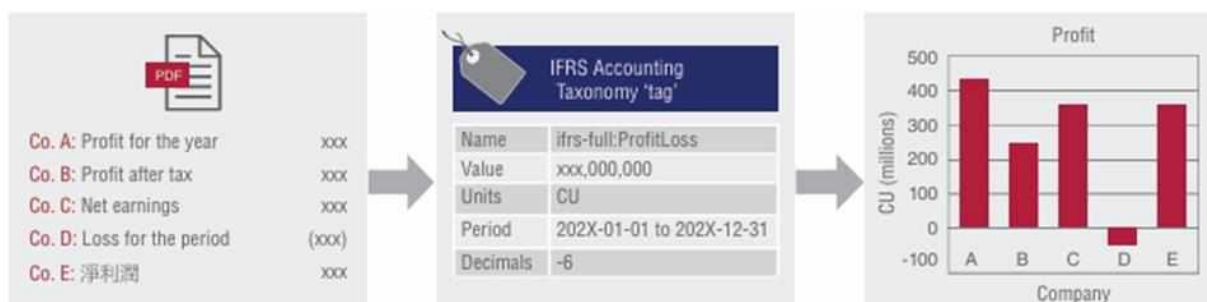 PDF
Co. A: Profit for the year xxx
Co. B: Profit after tax xxx
Co. C: Net earnings xxx
Co. D: Loss for the period (xxx)
Co. E: 淨利潤 xxx
IFRS Accounting
Taxonomy ‘tag’
Name ifrs-full:ProfitLoss
Value xxx,000,000
Units CU
Period 202X-01-01 to 202X-12-31
Decimals -6
Profit
CU (millions)
500
400
300
200
100
0
-100
A B C D E
Company